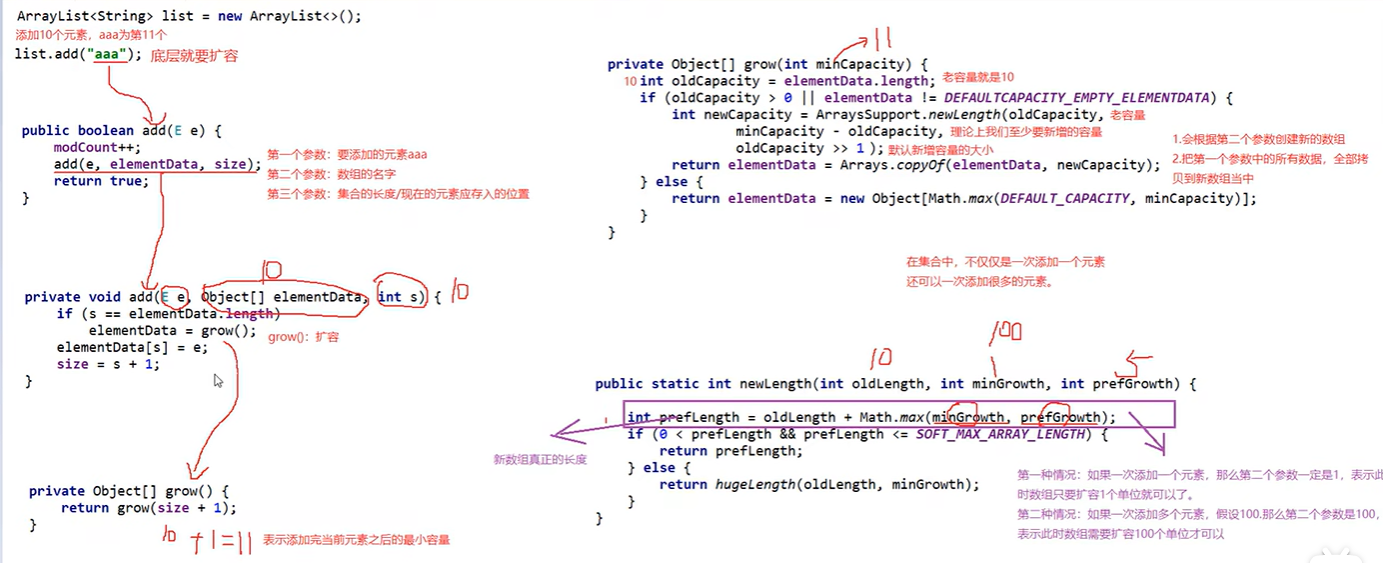 ArrayList<String> list = new ArrayList<>();
添加10个元素，aaa为第11个
list.add("aaa"); 底层就要扩容
public boolean add(E e) {
modCount++;
add(e, elementData, size);
return true;
}
第一个参数：要添加的元素aaa
第二个参数：数组的名字
第三个参数：集合的长度/现在的元素应存入的位置
10
private void add(E e, Object[] elementData, int s) { 10
if (s == elementData.length)
elementData = grow();
grow()：扩容
elementData[s] = e;
size = s + 1;
}
private Object[] grow() {
return grow(size + 1);
}
10 +1=11 表示添加完当前元素之后的最小容量
11
private Object[] grow(int minCapacity) {
10 int oldCapacity = elementData.length; 老容量就是10
if (oldCapacity > 0 || elementData != DEFAULTCAPACITY_EMPTY_ELEMENTDATA) {
int newCapacity = ArraysSupport.newLength(oldCapacity, 老容量
minCapacity - oldCapacity, 理论上我们至少要新增的容量
oldCapacity >> 1 ); 默认新增容量的大小
return elementData = Arrays.copyOf(elementData, newCapacity);
1.会根据第二个参数创建新的数组
2.把第一个参数中的所有数据，全部拷
贝到新数组当中
} else {
return elementData = new Object[Math.max(DEFAULT_CAPACITY, minCapacity)];
}
}
在集合中，不仅仅是一次添加一个元素
还可以一次添加很多的元素。
10 100 5
public static int newLength(int oldLength, int minGrowth, int prefGrowth) {
int prefLength = oldLength + Math.max(minGrowth, prefGrowth);
if (0 < prefLength && prefLength <= SOFT_MAX_ARRAY_LENGTH) {
return prefLength;
} else {
return hugeLength(oldLength, minGrowth);
}
}
新数组真正的长度
第一种情况：如果一次添加一个元素，那么第二个参数一定是1，表示此
时数组只要扩容1个单位就可以了。
第二种情况：如果一次添加多个元素，假设100.那么第二个参数是100，
表示此时数组需要扩容100个单位才可以